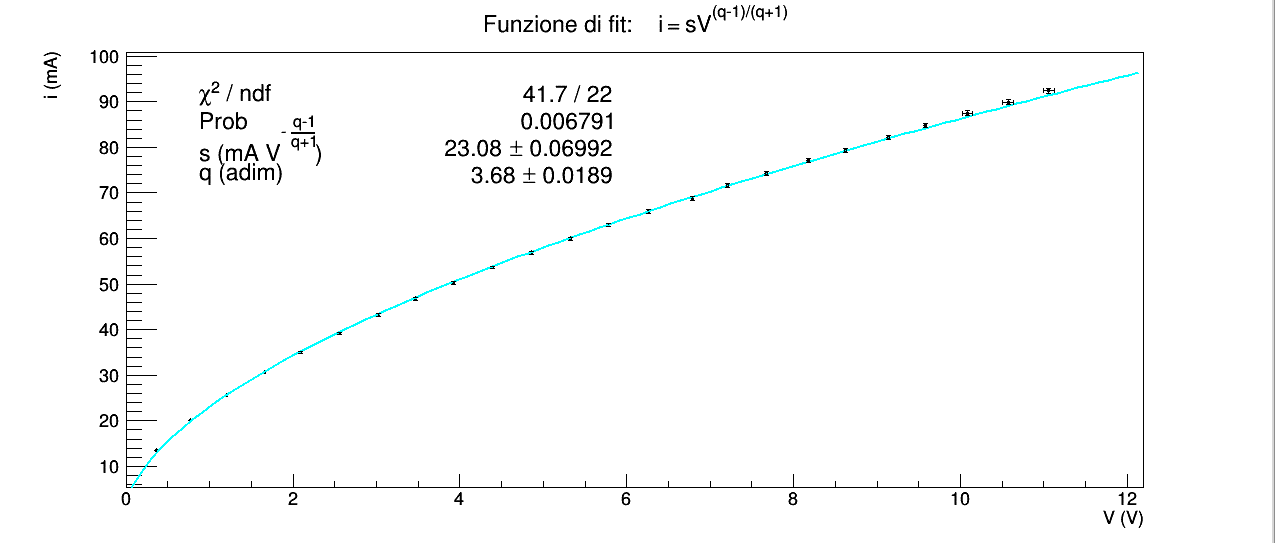 Funzione di fit: i = sV^(q-1)/(q+1)
i (mA)
100
90
80
70
60
50
40
30
20
10
χ² / ndf 41.7 / 22
Prob 0.006791
s (mA V^-(q-1)/(q+1)) 23.08 ± 0.06992
q (adim) 3.68 ± 0.0189
0 2 4 6 8 10 12
V (V)